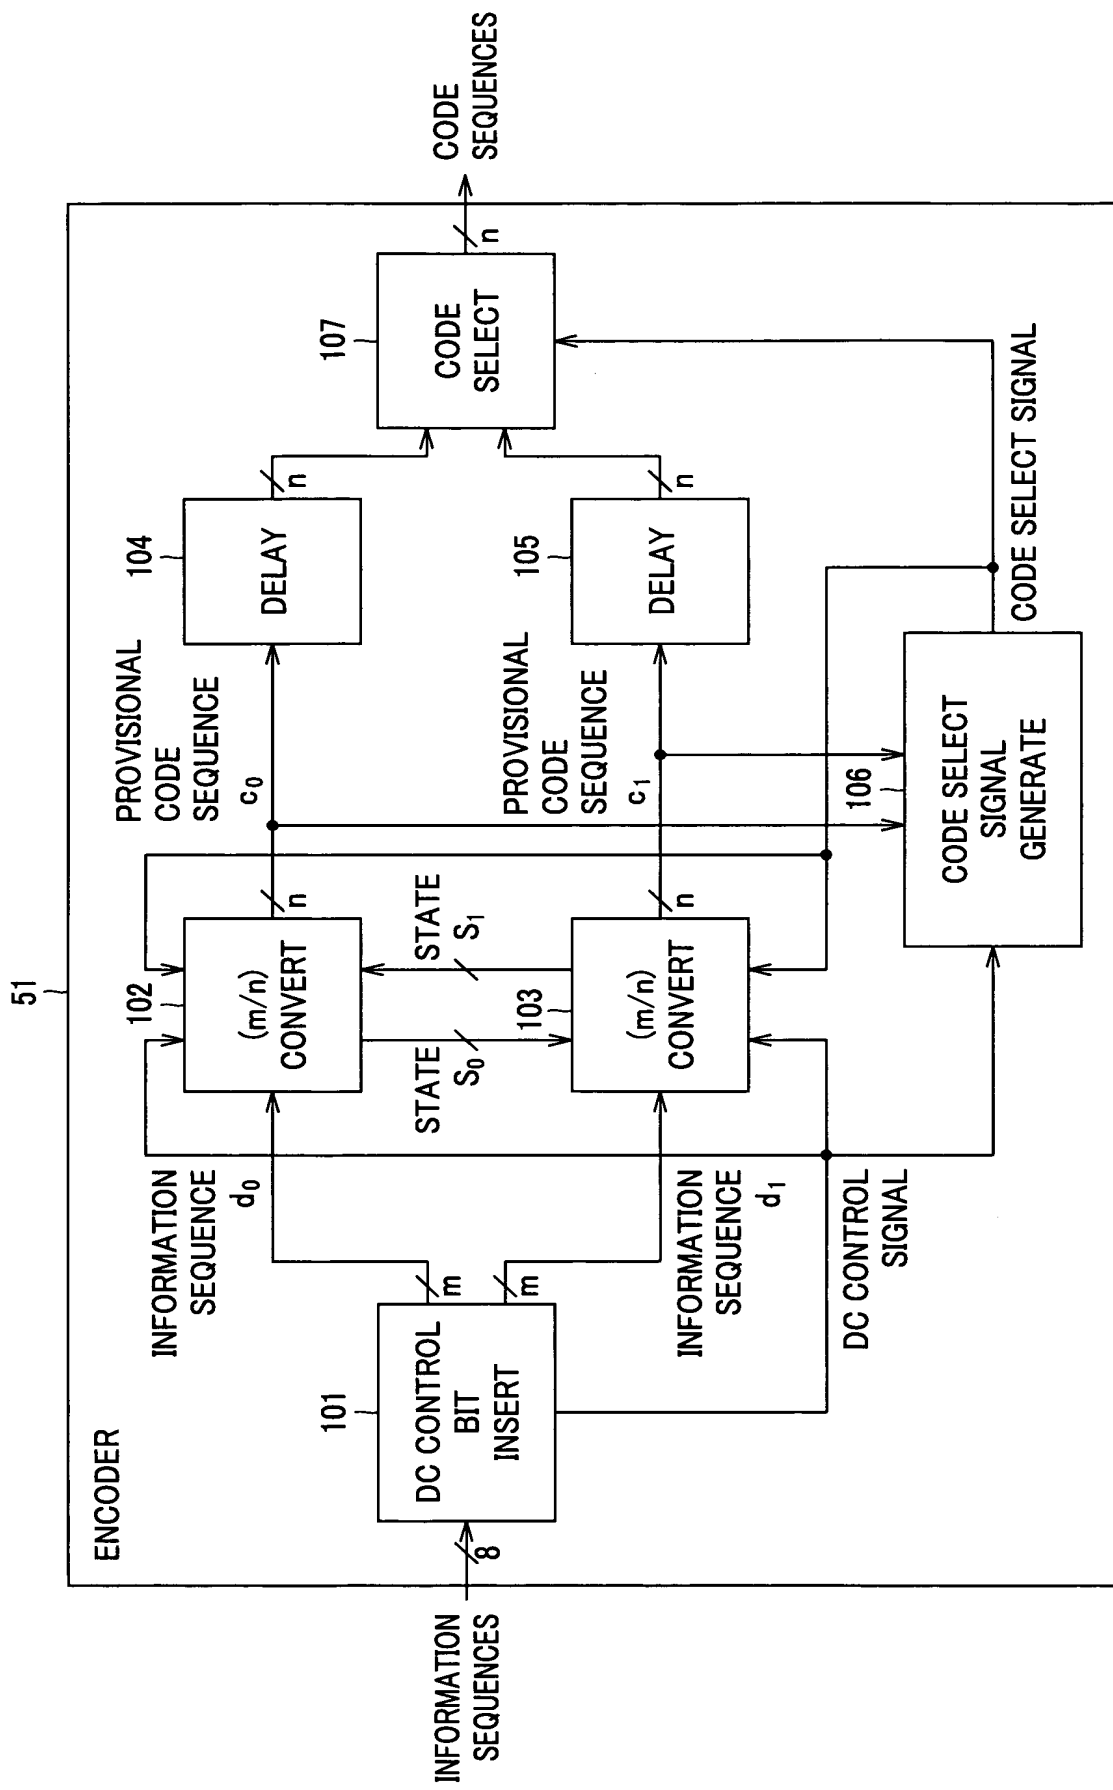 51
ENCODER
INFORMATION
SEQUENCES
8
101
DC CONTROL
BIT
INSERT
m
m
INFORMATION
SEQUENCE
d0
INFORMATION
SEQUENCE
d1
DC CONTROL
SIGNAL
102
(m/n)
CONVERT
n
STATE
S0
STATE
S1
103
(m/n)
CONVERT
n
PROVISIONAL
CODE
SEQUENCE
c0
PROVISIONAL
CODE
SEQUENCE
c1
104
DELAY
n
105
DELAY
n
106
CODE SELECT
SIGNAL
GENERATE
CODE SELECT SIGNAL
107
CODE
SELECT
n
CODE
SEQUENCES